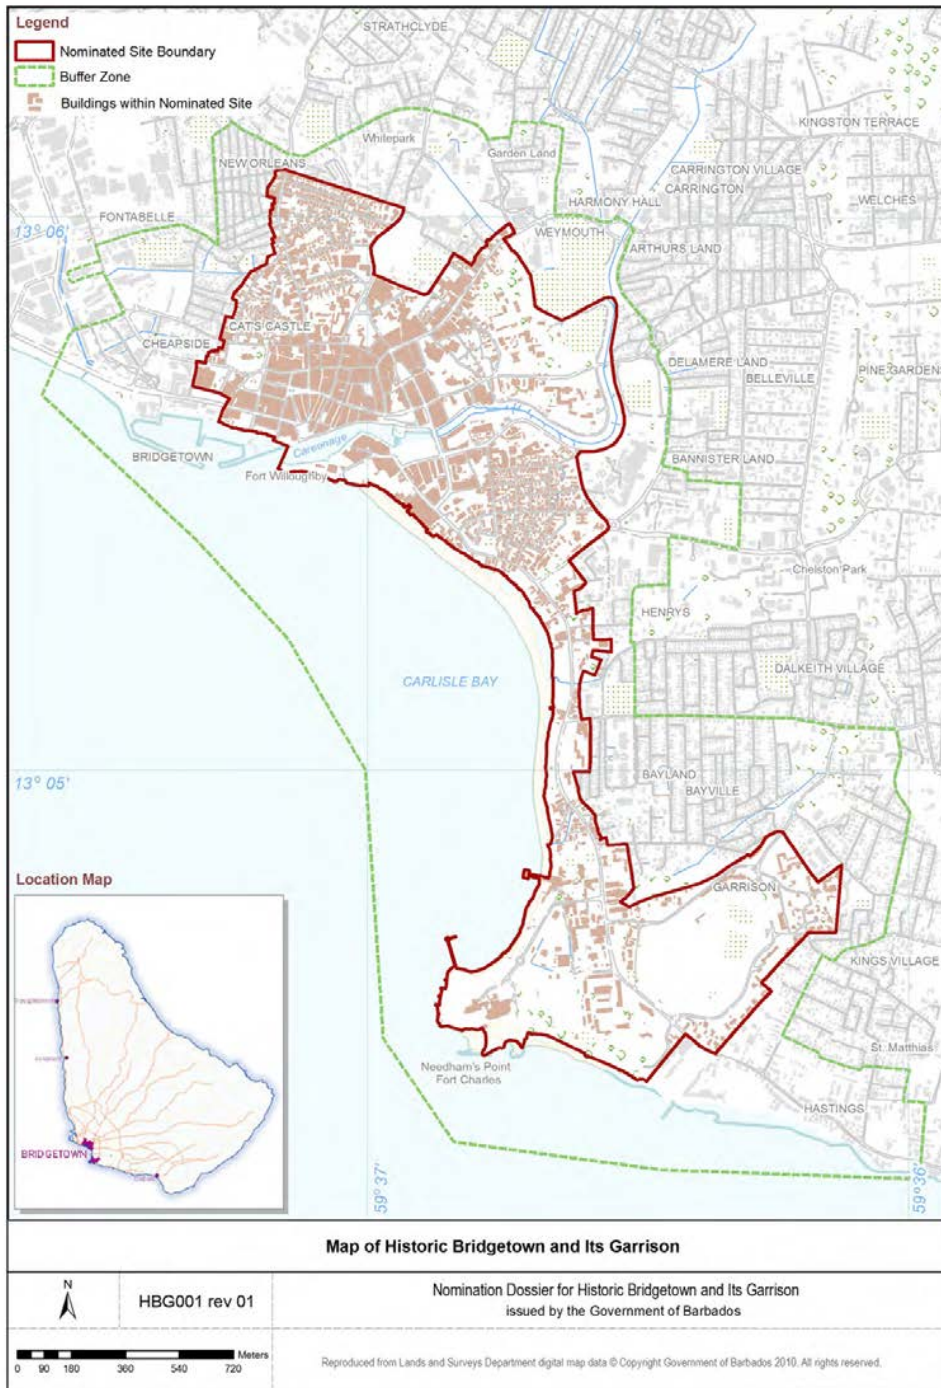 Legend
Nominated Site Boundary
Buffer Zone
Buildings within Nominated Site
STRATHCLYDE
KINGSTON TERRACE
Whitepark
Garden Land
NEW ORLEANS
CARRINGTON VILLAGE
CARRINGTON
WELCHES
HARMONY HALL
FONTABELLE
13° 06'
WEYMOUTH
ARTHURS LAND
CAT'S CASTLE
CHEAPSIDE
DELAMERE LAND
BELLEVILLE
PINE GARDENS
Careenage
BRIDGETOWN
BANNISTER LAND
Fort Willoughby
Chelston Park
HENRYS
DALKEITH VILLAGE
CARLISLE BAY
13° 05'
BAYLAND
BAYVILLE
Location Map
GARRISON
KINGS VILLAGE
St. Matthias
Needham's Point
Fort Charles
HASTINGS
BRIDGETOWN
59° 37'
59° 36'
Map of Historic Bridgetown and Its Garrison
N
HBG001 rev 01
Nomination Dossier for Historic Bridgetown and Its Garrison
issued by the Government of Barbados
Meters
0 90 180 360 540 720
Reproduced from Lands and Surveys Department digital map data © Copyright Government of Barbados 2010. All rights reserved.